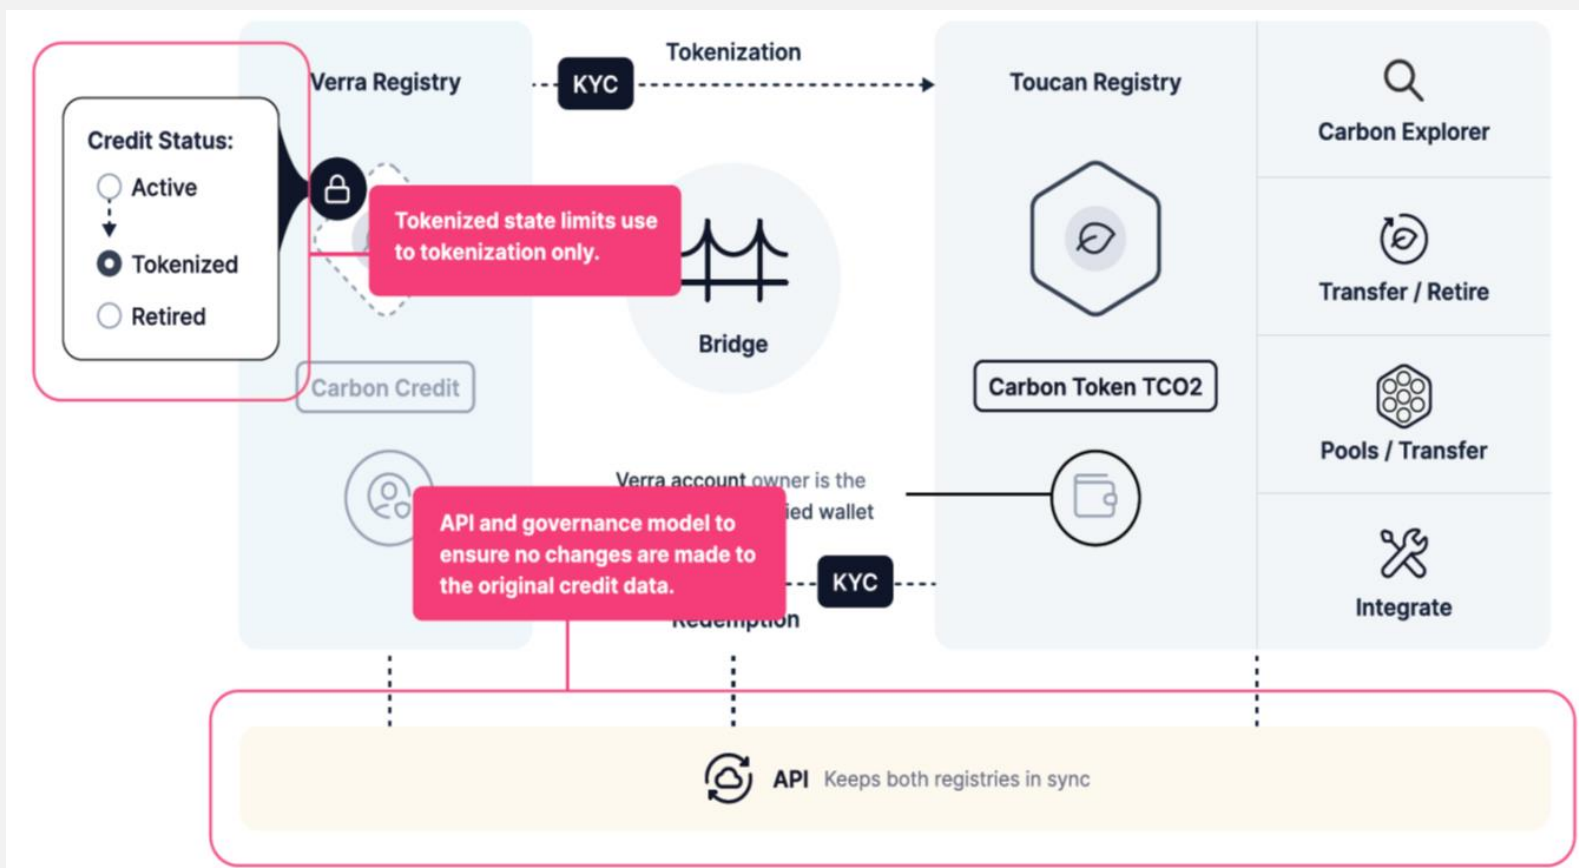 Verra Registry
KYC
Tokenization
Toucan Registry
Carbon Explorer
Credit Status:
Active
Tokenized
Retired
Tokenized state limits use
to tokenization only.
Bridge
Transfer / Retire
Carbon Credit
Carbon Token TCO2
Pools / Transfer
Verra account owner is the
ied wallet
API and governance model to
ensure no changes are made to
the original credit data.
KYC
Redemption
Integrate
API Keeps both registries in sync